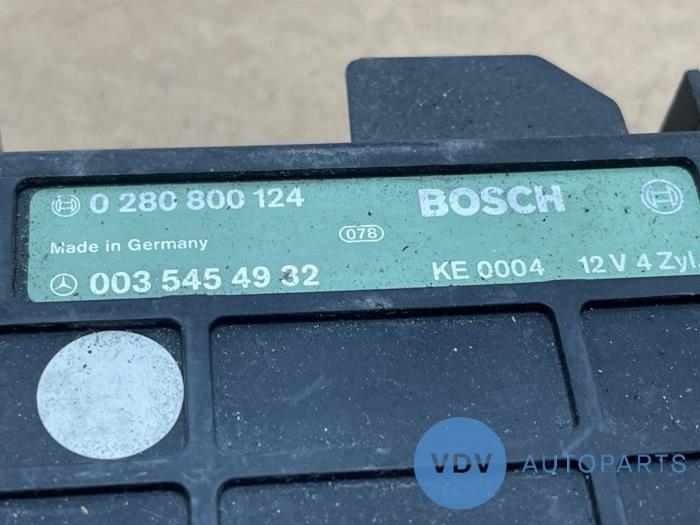 0 280 800 124 BOSCH
Made in Germany 078
003 545 49 32 KE 0004 12 V 4 Zyl.
VDV AUTOPARTS